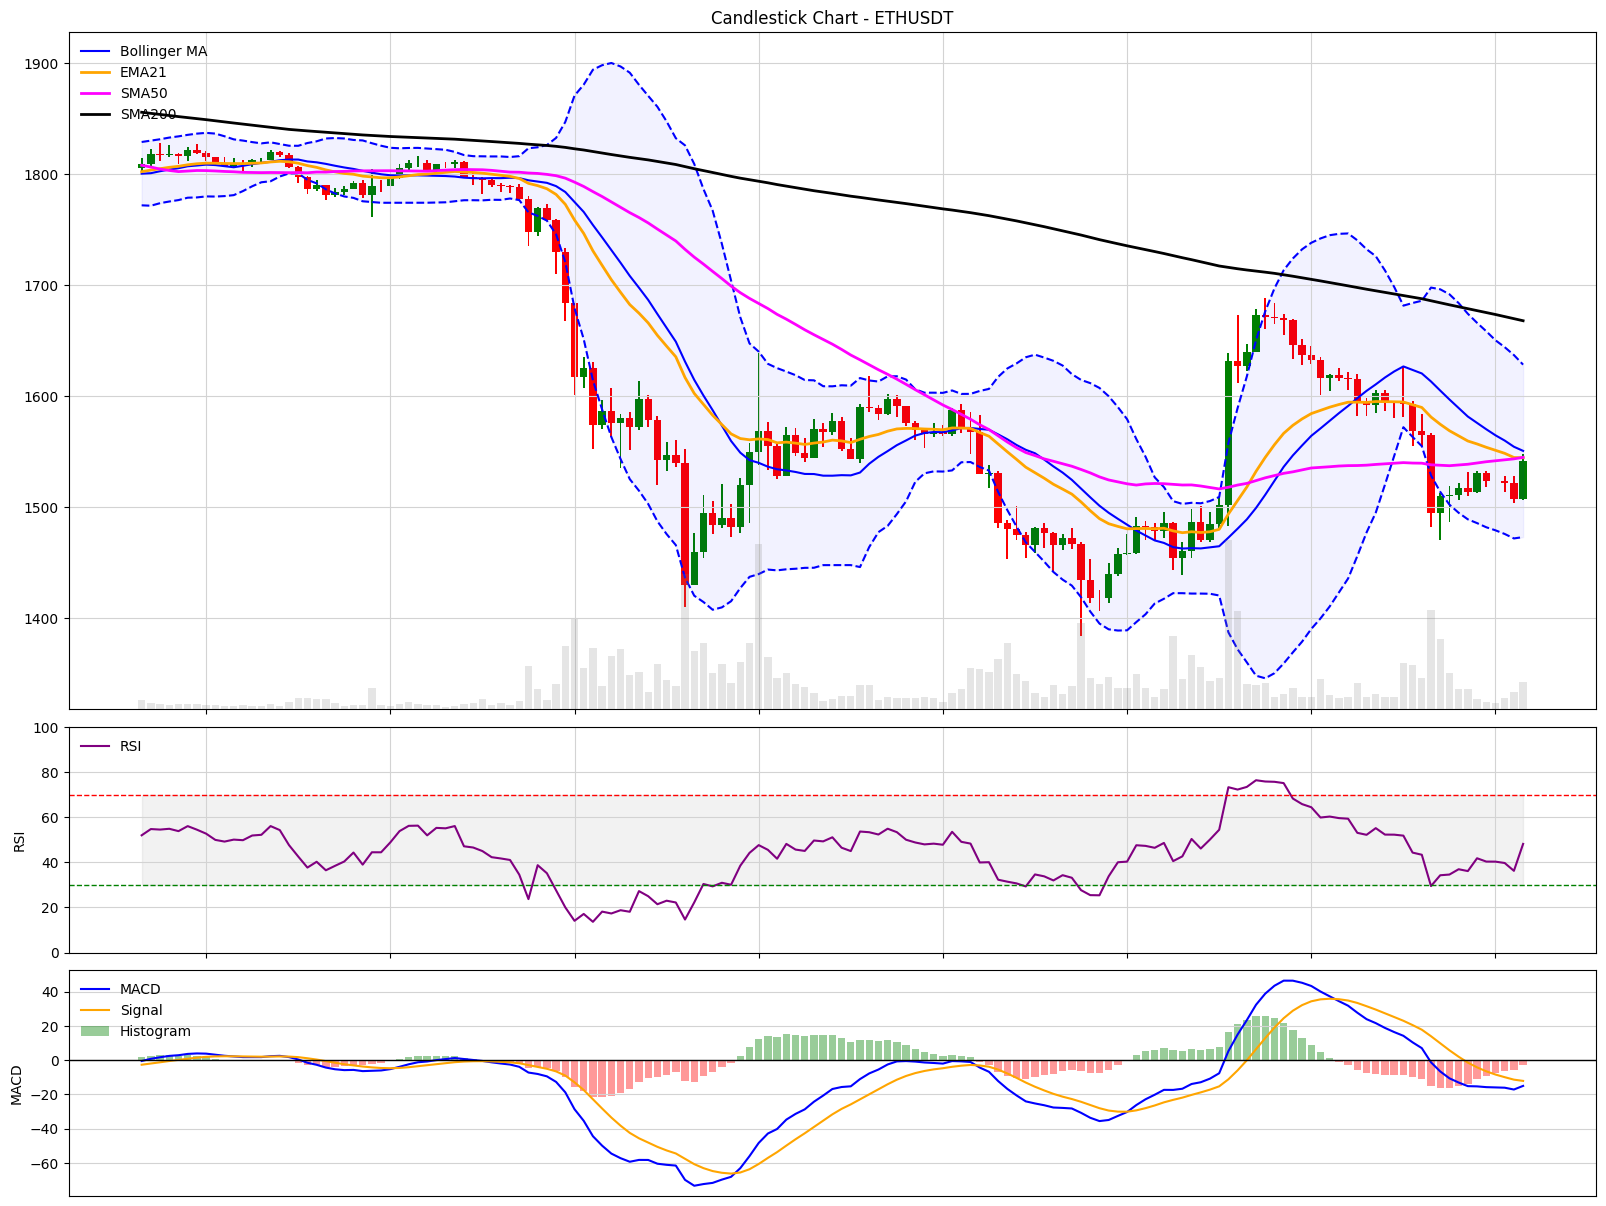 Candlestick Chart - ETHUSDT
Bollinger MA
EMA21
SMA50
SMA200
1900
1800
1700
1600
1500
1400
RSI
100
80
60
40
20
0
RSI
MACD
Signal
Histogram
40
20
0
−20
−40
−60
MACD